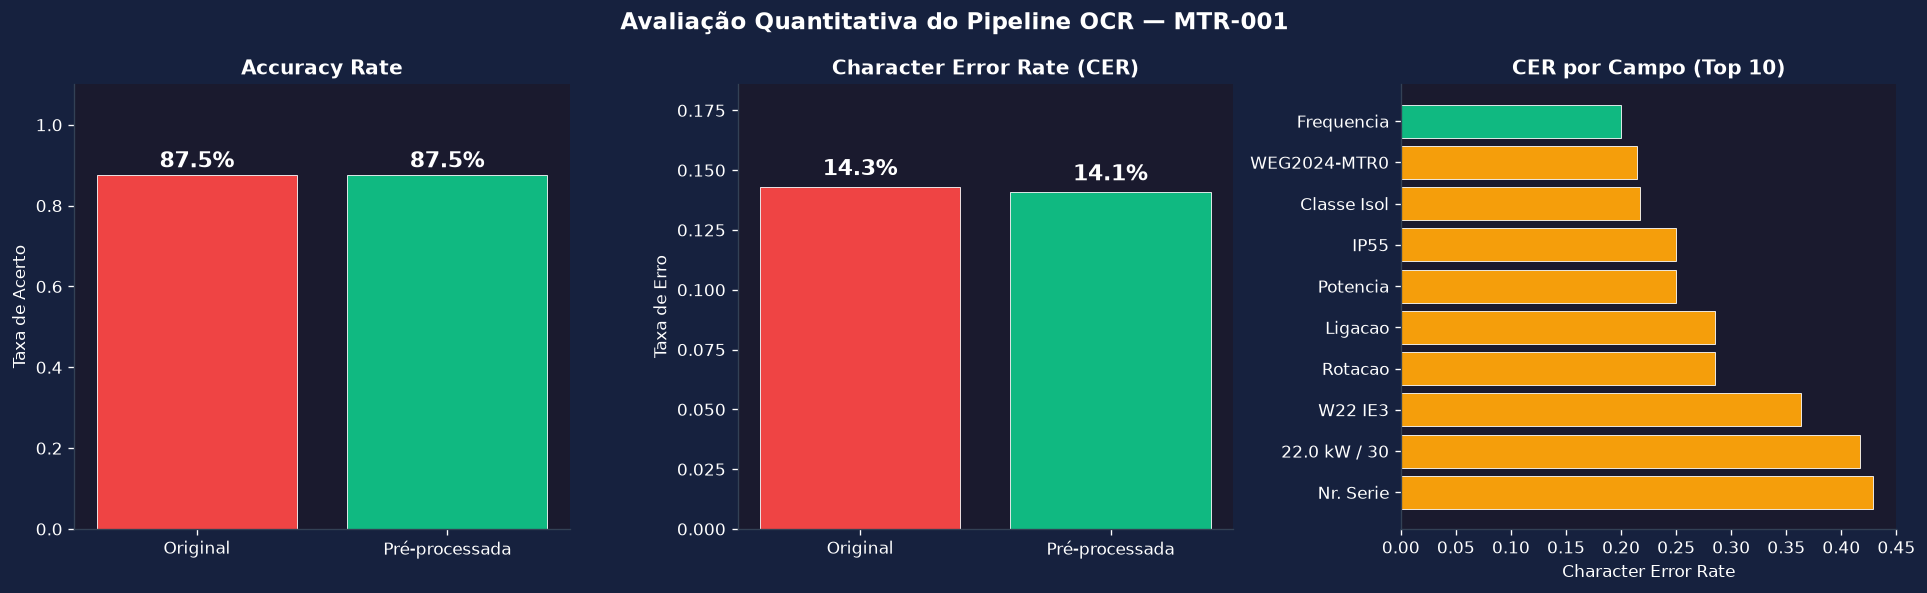 Avaliação Quantitativa do Pipeline OCR — MTR-001
Accuracy Rate
Taxa de Acerto
1.0
0.8
0.6
0.4
0.2
0.0
87.5%
87.5%
Original
Pré-processada
Character Error Rate (CER)
Taxa de Erro
0.175
0.150
0.125
0.100
0.075
0.050
0.025
0.000
14.3%
14.1%
Original
Pré-processada
CER por Campo (Top 10)
Frequencia
WEG2024-MTR0
Classe Isol
IP55
Potencia
Ligacao
Rotacao
W22 IE3
22.0 kW / 30
Nr. Serie
0.00 0.05 0.10 0.15 0.20 0.25 0.30 0.35 0.40 0.45
Character Error Rate